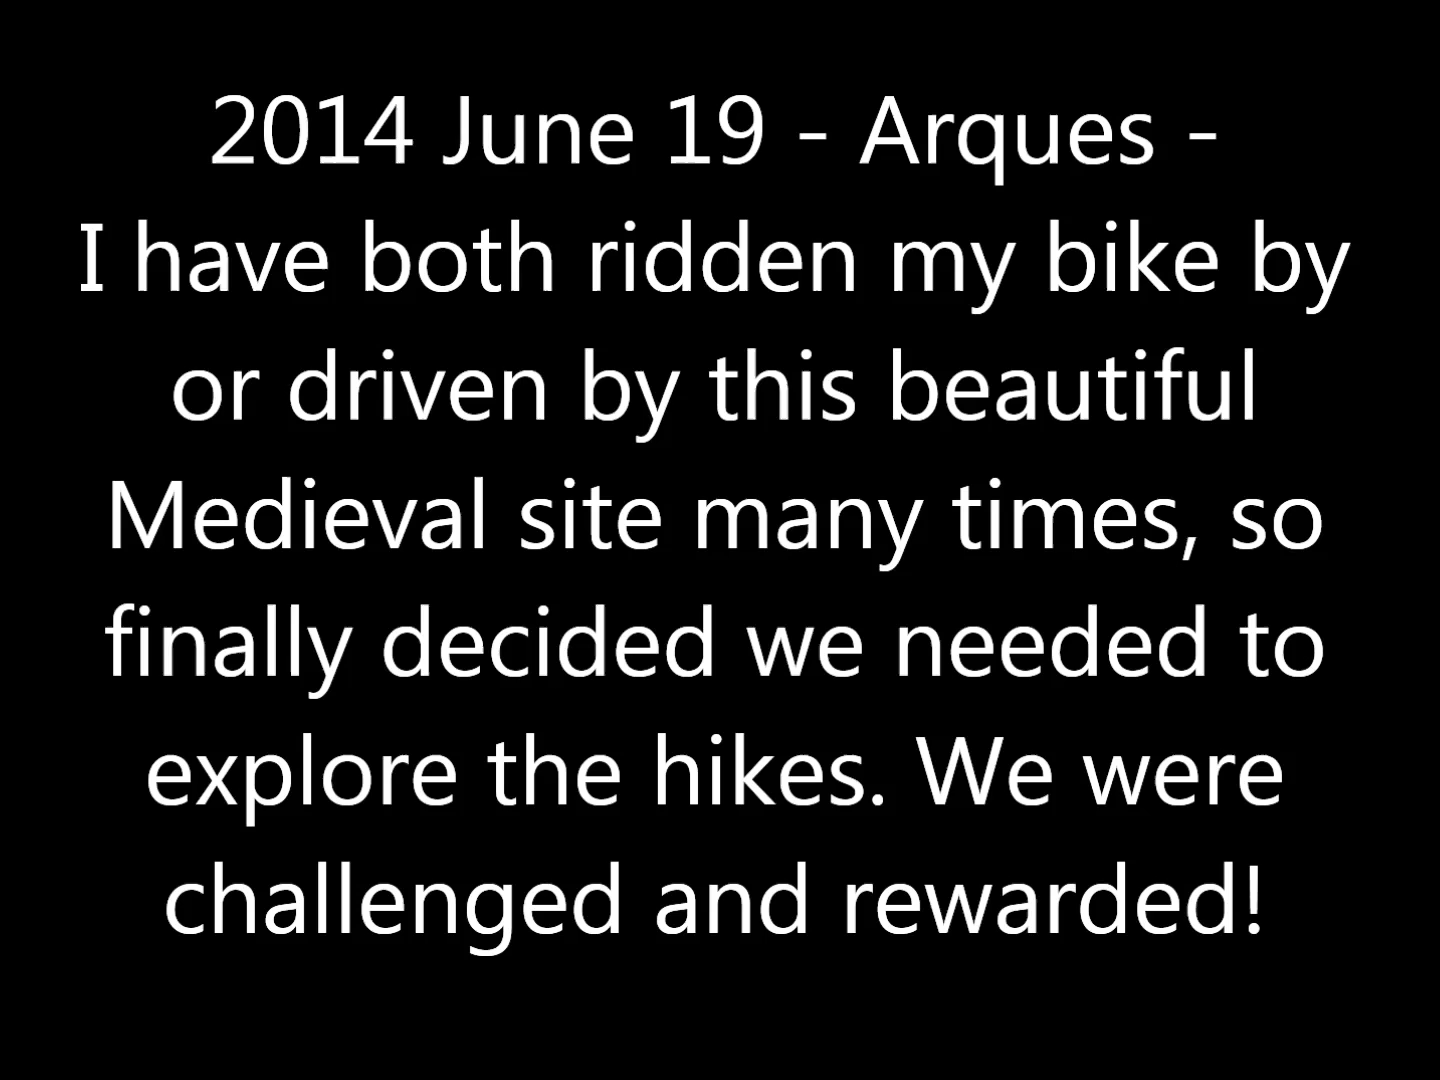 2014 June 19 - Arques -
I have both ridden my bike by
or driven by this beautiful
Medieval site many times, so
finally decided we needed to
explore the hikes. We were
challenged and rewarded!